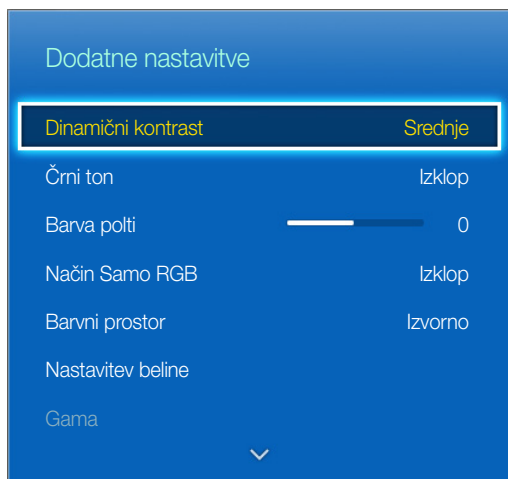 Dodatne nastavitve
Dinamični kontrast Srednje
Črni ton Izklop
Barva polti 0
Način Samo RGB Izklop
Barvni prostor Izvorno
Nastavitev beline
Gama